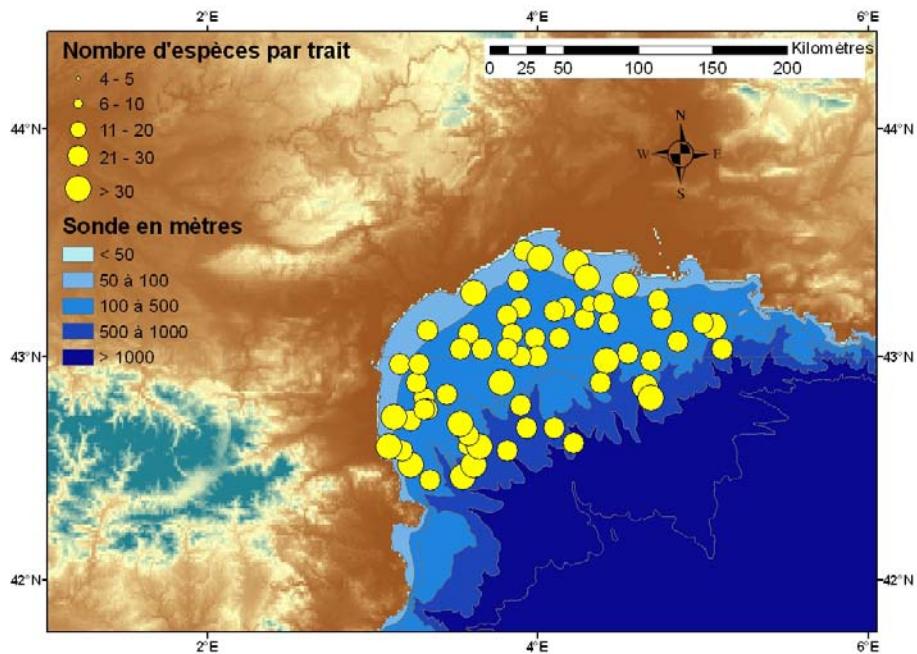 2°E 4°E 6°E
Nombre d'espèces par trait
4 - 5
6 - 10
11 - 20
21 - 30
> 30
Sonde en mètres
< 50
50 à 100
100 à 500
500 à 1000
> 1000
Kilomètres
0 25 50 100 150 200
N
W E
S
44°N 44°N
43°N 43°N
42°N 42°N
2°E 4°E 6°E